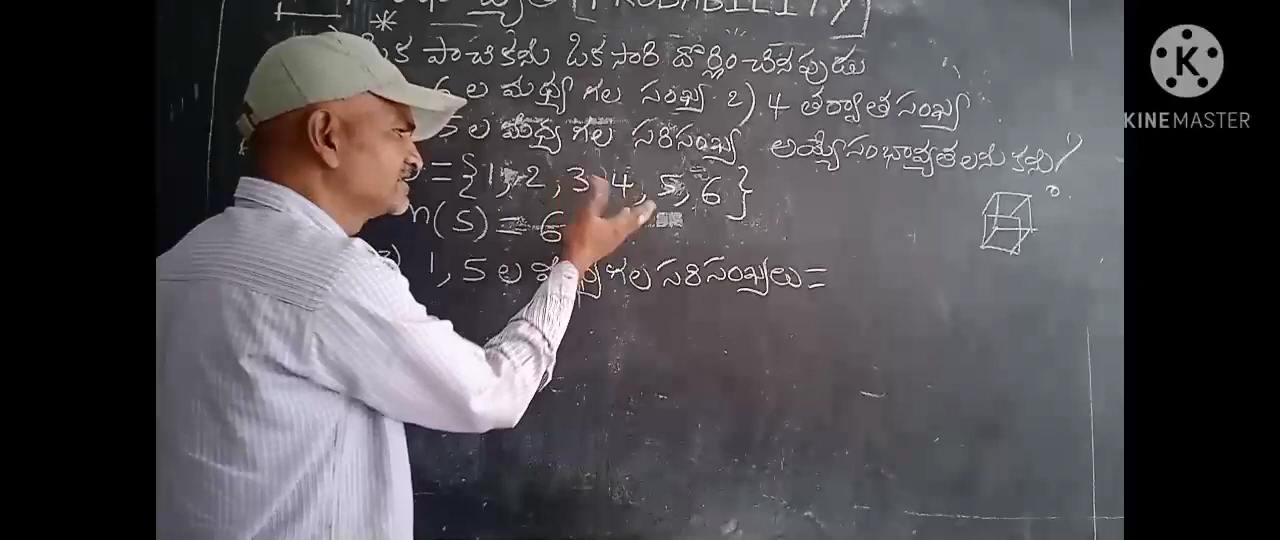 [PROBABILITY]
ఒక పాచికను ఒకసారి దొర్లించినపుడు
6 ల మధ్య గల సంఖ్య 2) 4 తర్వాత సంఖ్య
5 ల మధ్య గల సరిసంఖ్య అయ్యే సంభావ్యతలను కను?
= {1, 2, 3, 4, 5, 6}
n(S) = 6
1, 5 ల మధ్య గల సరి సంఖ్యలు =
K
KINEMASTER